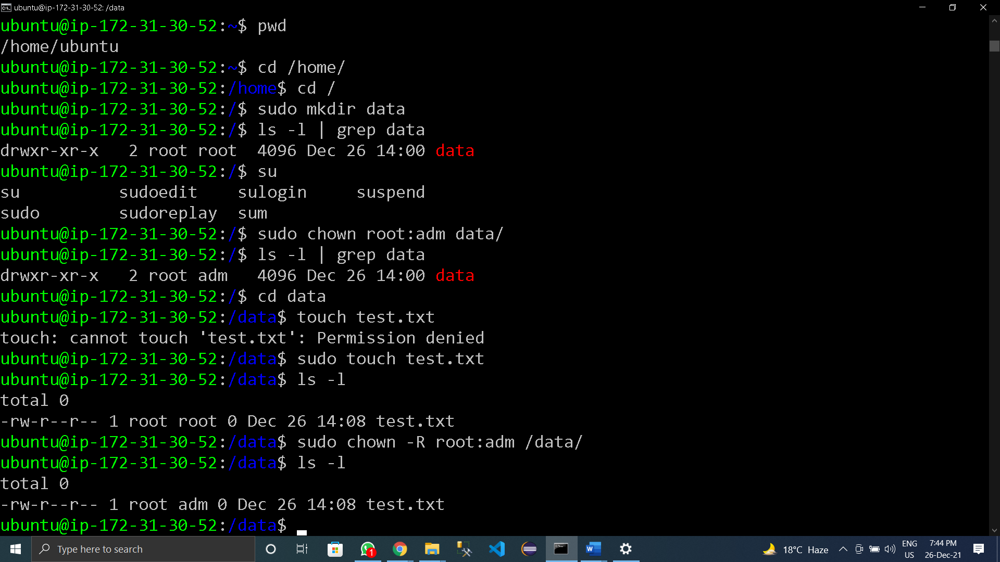 ubuntu@ip-172-31-30-52: /data
ubuntu@ip-172-31-30-52:~$ pwd
/home/ubuntu
ubuntu@ip-172-31-30-52:~$ cd /home/
ubuntu@ip-172-31-30-52:/home$ cd /
ubuntu@ip-172-31-30-52:/$ sudo mkdir data
ubuntu@ip-172-31-30-52:/$ ls -l | grep data
drwxr-xr-x   2 root root  4096 Dec 26 14:00 data
ubuntu@ip-172-31-30-52:/$ su
su          sudoedit    sulogin     suspend
sudo        sudoreplay  sum
ubuntu@ip-172-31-30-52:/$ sudo chown root:adm data/
ubuntu@ip-172-31-30-52:/$ ls -l | grep data
drwxr-xr-x   2 root adm   4096 Dec 26 14:00 data
ubuntu@ip-172-31-30-52:/$ cd data
ubuntu@ip-172-31-30-52:/data$ touch test.txt
touch: cannot touch 'test.txt': Permission denied
ubuntu@ip-172-31-30-52:/data$ sudo touch test.txt
ubuntu@ip-172-31-30-52:/data$ ls -l
total 0
-rw-r--r-- 1 root root 0 Dec 26 14:08 test.txt
ubuntu@ip-172-31-30-52:/data$ sudo chown -R root:adm /data/
ubuntu@ip-172-31-30-52:/data$ ls -l
total 0
-rw-r--r-- 1 root adm 0 Dec 26 14:08 test.txt
ubuntu@ip-172-31-30-52:/data$
Type here to search
1
18°C Haze
ENG
US
7:44 PM
26-Dec-21